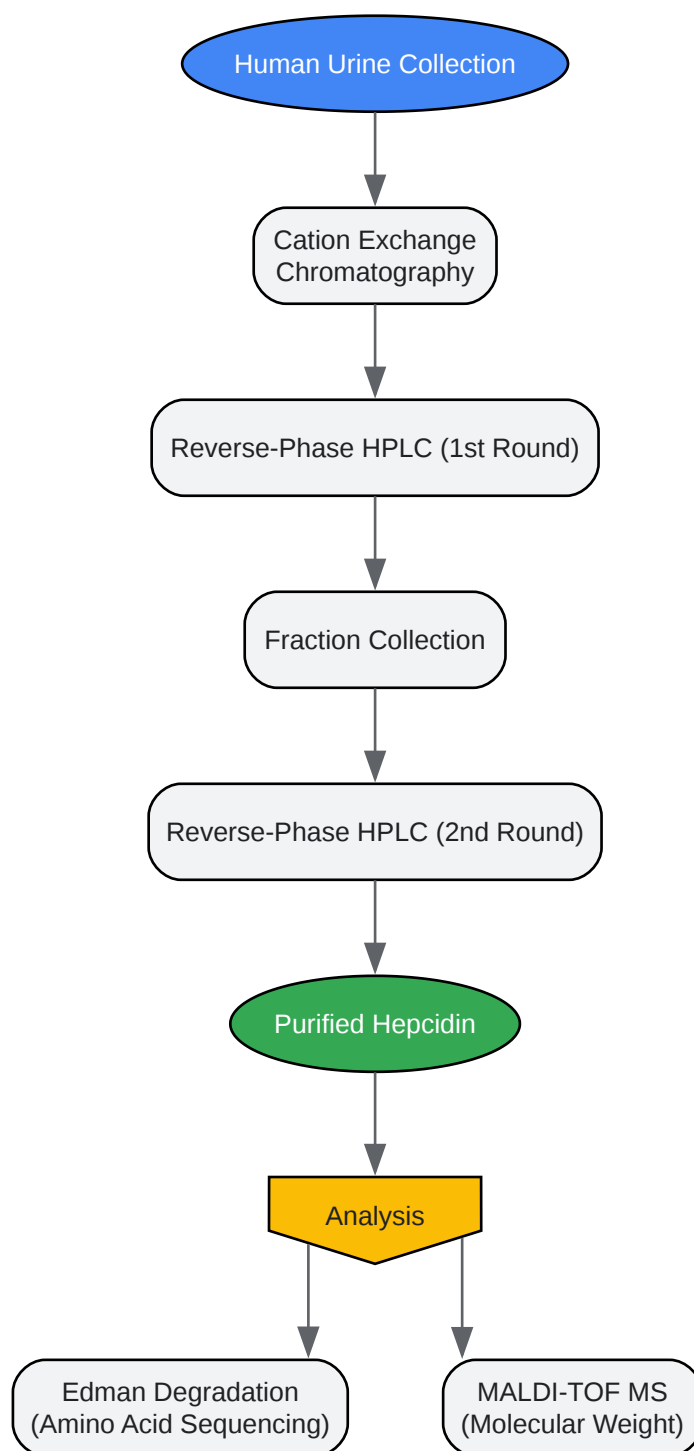 Human Urine Collection
Cation Exchange
Chromatography
Reverse-Phase HPLC (1st Round)
Fraction Collection
Reverse-Phase HPLC (2nd Round)
Purified Hepcidin
Analysis
Edman Degradation
(Amino Acid Sequencing)
MALDI-TOF MS
(Molecular Weight)